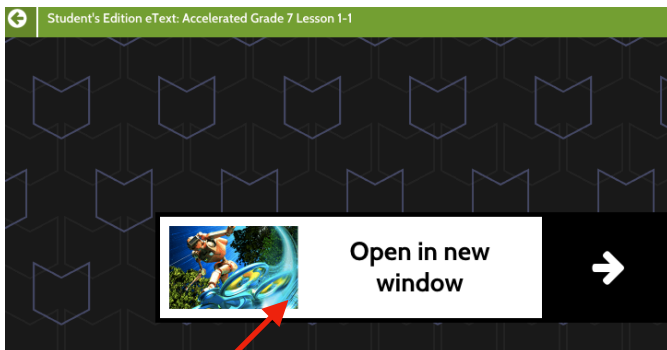 Student's Edition eText: Accelerated Grade 7 Lesson 1-1
Open in new
window